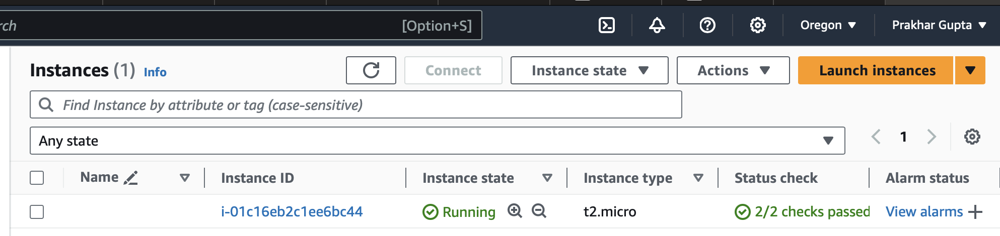 [Option+S] Oregon Prakhar Gupta
Instances (1) Info Connect Instance state Actions Launch instances
Find Instance by attribute or tag (case-sensitive)
Any state 1
Name Instance ID Instance state Instance type Status check Alarm status
i-01c16eb2c1ee6bc44 Running t2.micro 2/2 checks passed View alarms